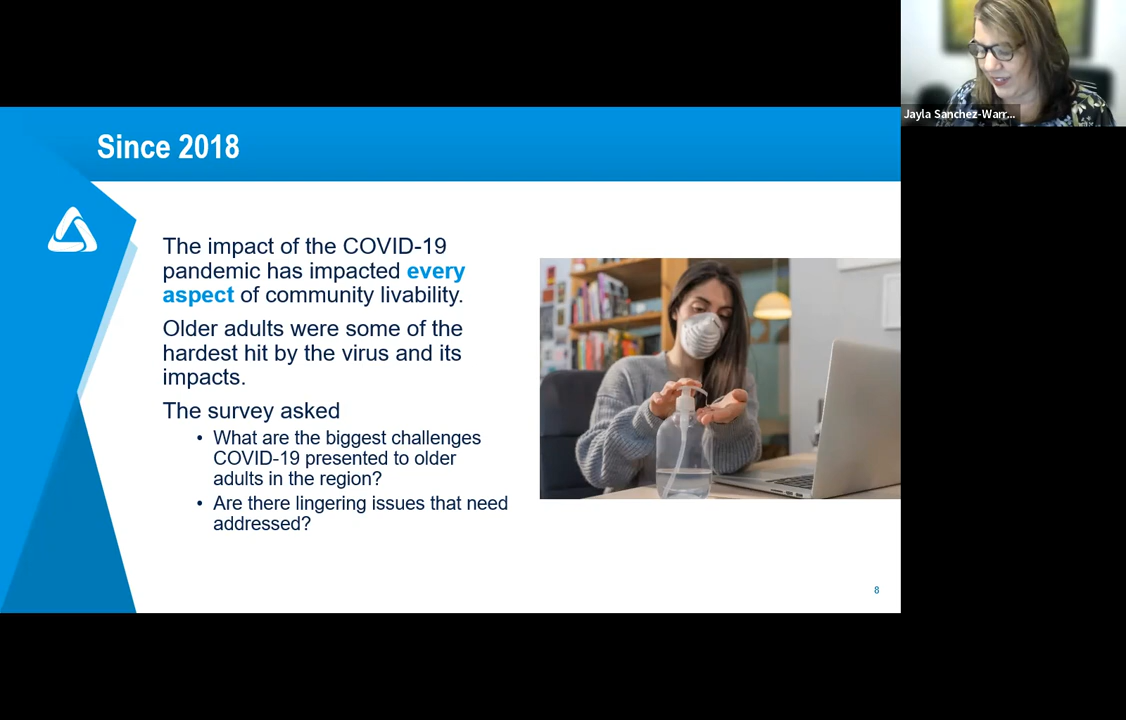 Jayla Sanchez-Warr...
Since 2018
The impact of the COVID-19
pandemic has impacted every
aspect of community livability.
Older adults were some of the
hardest hit by the virus and its
impacts.
The survey asked
• What are the biggest challenges
COVID-19 presented to older
adults in the region?
• Are there lingering issues that need
addressed?
8